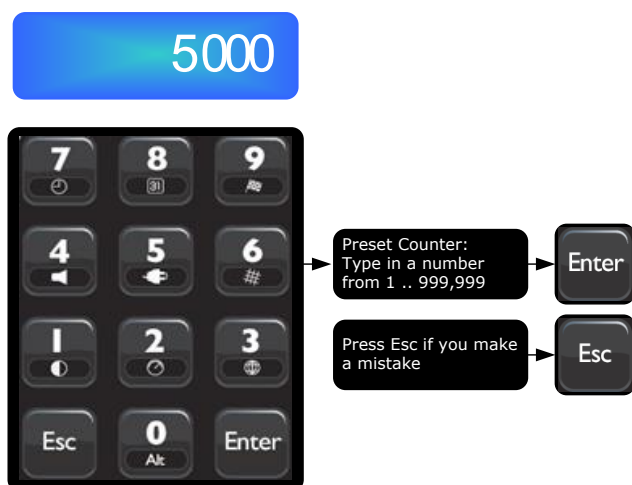 5000
7 8 9
31
4 5 6
#
1 2 3
Esc 0 Enter
Alt
Preset Counter:
Type in a number
from 1 .. 999,999
Enter
Press Esc if you make
a mistake
Esc